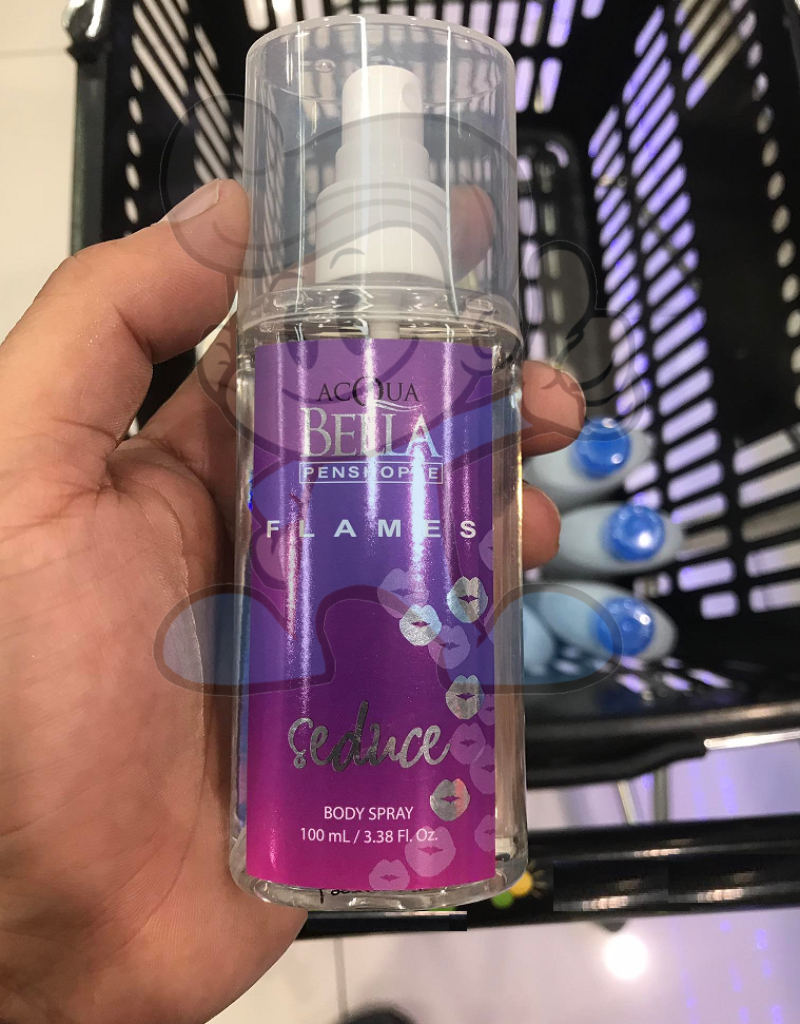 ACQUA
BELLA
PENSHOPPE
FLAMES
seduce
BODY SPRAY
100 mL / 3.38 Fl. Oz.